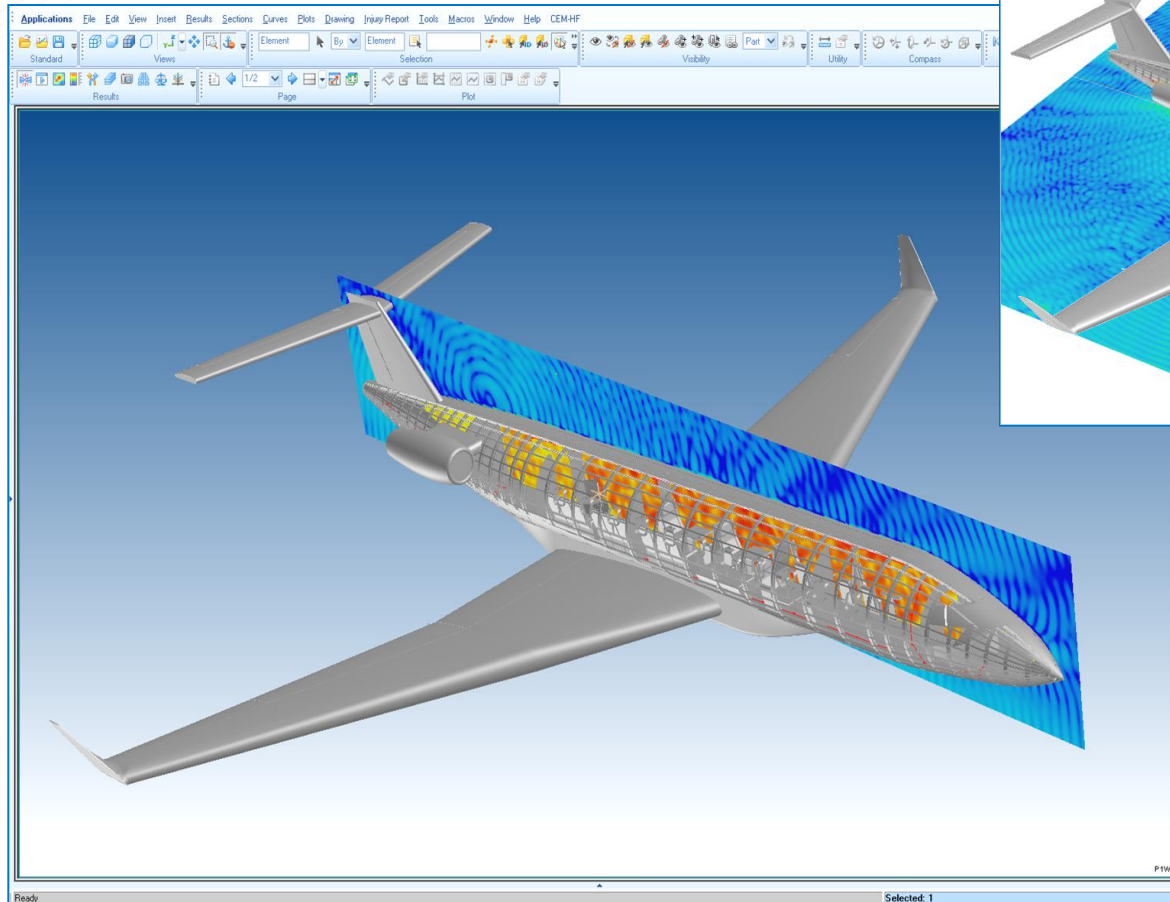 Applications File Edit View Insert Results Sections Curves Plots Drawing Injury Report Tools Macros Window Help CEM-HF
Element By Element Part
Standard Views Selection Visibility Utility Compass
1/2
Results Page Plot
P1W
Ready Selected: 1